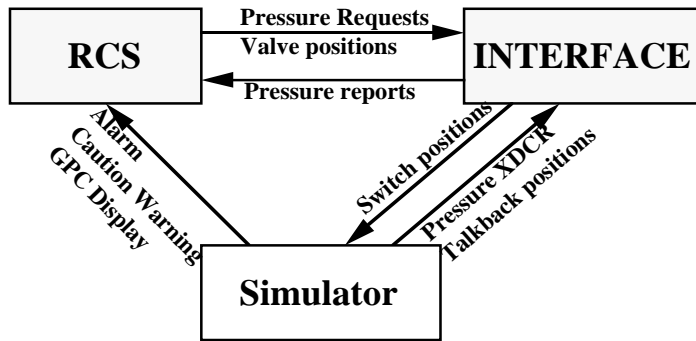 Pressure Requests
Valve positions
RCS
INTERFACE
Pressure reports
Alarm
Caution Warning
GPC Display
Switch positions
Pressure XDCR
Talkback positions
Simulator